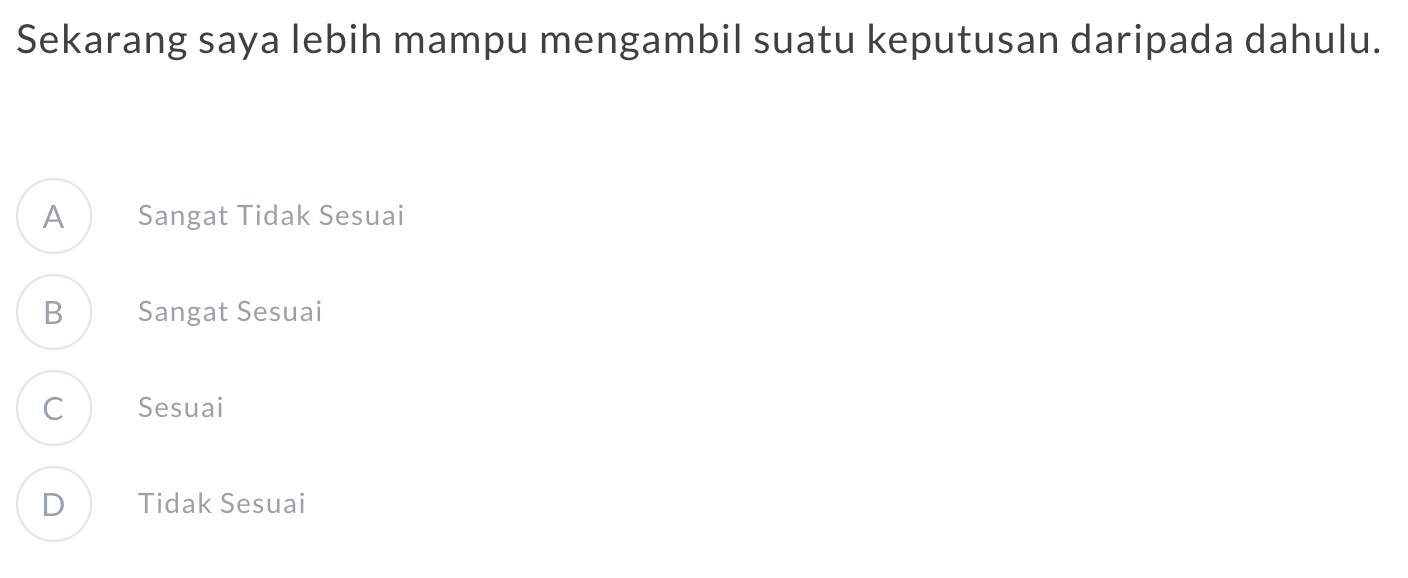 Sekarang saya lebih mampu mengambil suatu keputusan daripada dahulu.
A Sangat Tidak Sesuai
B Sangat Sesuai
C Sesuai
D Tidak Sesuai